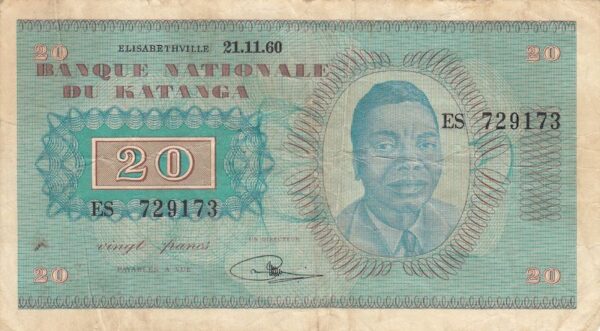 20 20
ELISABETHVILLE 21.11.60
BANQUE NATIONALE
DU KATANGA
ES 729173
20
ES 729173
vingt francs
UN DIRECTEUR
PAYABLES A VUE
20 20